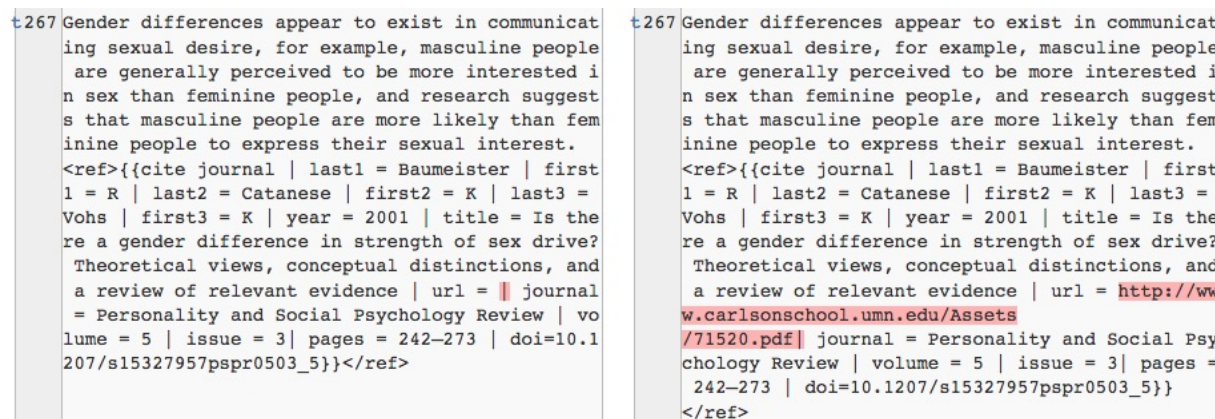 t267 Gender differences appear to exist in communicat
ing sexual desire, for example, masculine people
are generally perceived to be more interested i
n sex than feminine people, and research suggest
s that masculine people are more likely than fem
inine people to express their sexual interest.
<ref>{{cite journal | last1 = Baumeister | first
1 = R | last2 = Catanese | first2 = K | last3 =
Vohs | first3 = K | year = 2001 | title = Is the
re a gender difference in strength of sex drive?
Theoretical views, conceptual distinctions, and
a review of relevant evidence | url = | journal
= Personality and Social Psychology Review | vo
lume = 5 | issue = 3| pages = 242–273 | doi=10.1
207/s15327957pspr0503_5}}</ref>
t267 Gender differences appear to exist in communicat
ing sexual desire, for example, masculine people
are generally perceived to be more interested i
n sex than feminine people, and research suggest
s that masculine people are more likely than fem
inine people to express their sexual interest.
<ref>{{cite journal | last1 = Baumeister | first
1 = R | last2 = Catanese | first2 = K | last3 =
Vohs | first3 = K | year = 2001 | title = Is the
re a gender difference in strength of sex drive?
Theoretical views, conceptual distinctions, and
a review of relevant evidence | url = http://ww
w.carlsonschool.umn.edu/Assets
/71520.pdf| journal = Personality and Social Psy
chology Review | volume = 5 | issue = 3| pages =
242–273 | doi=10.1207/s15327957pspr0503_5}}
</ref>